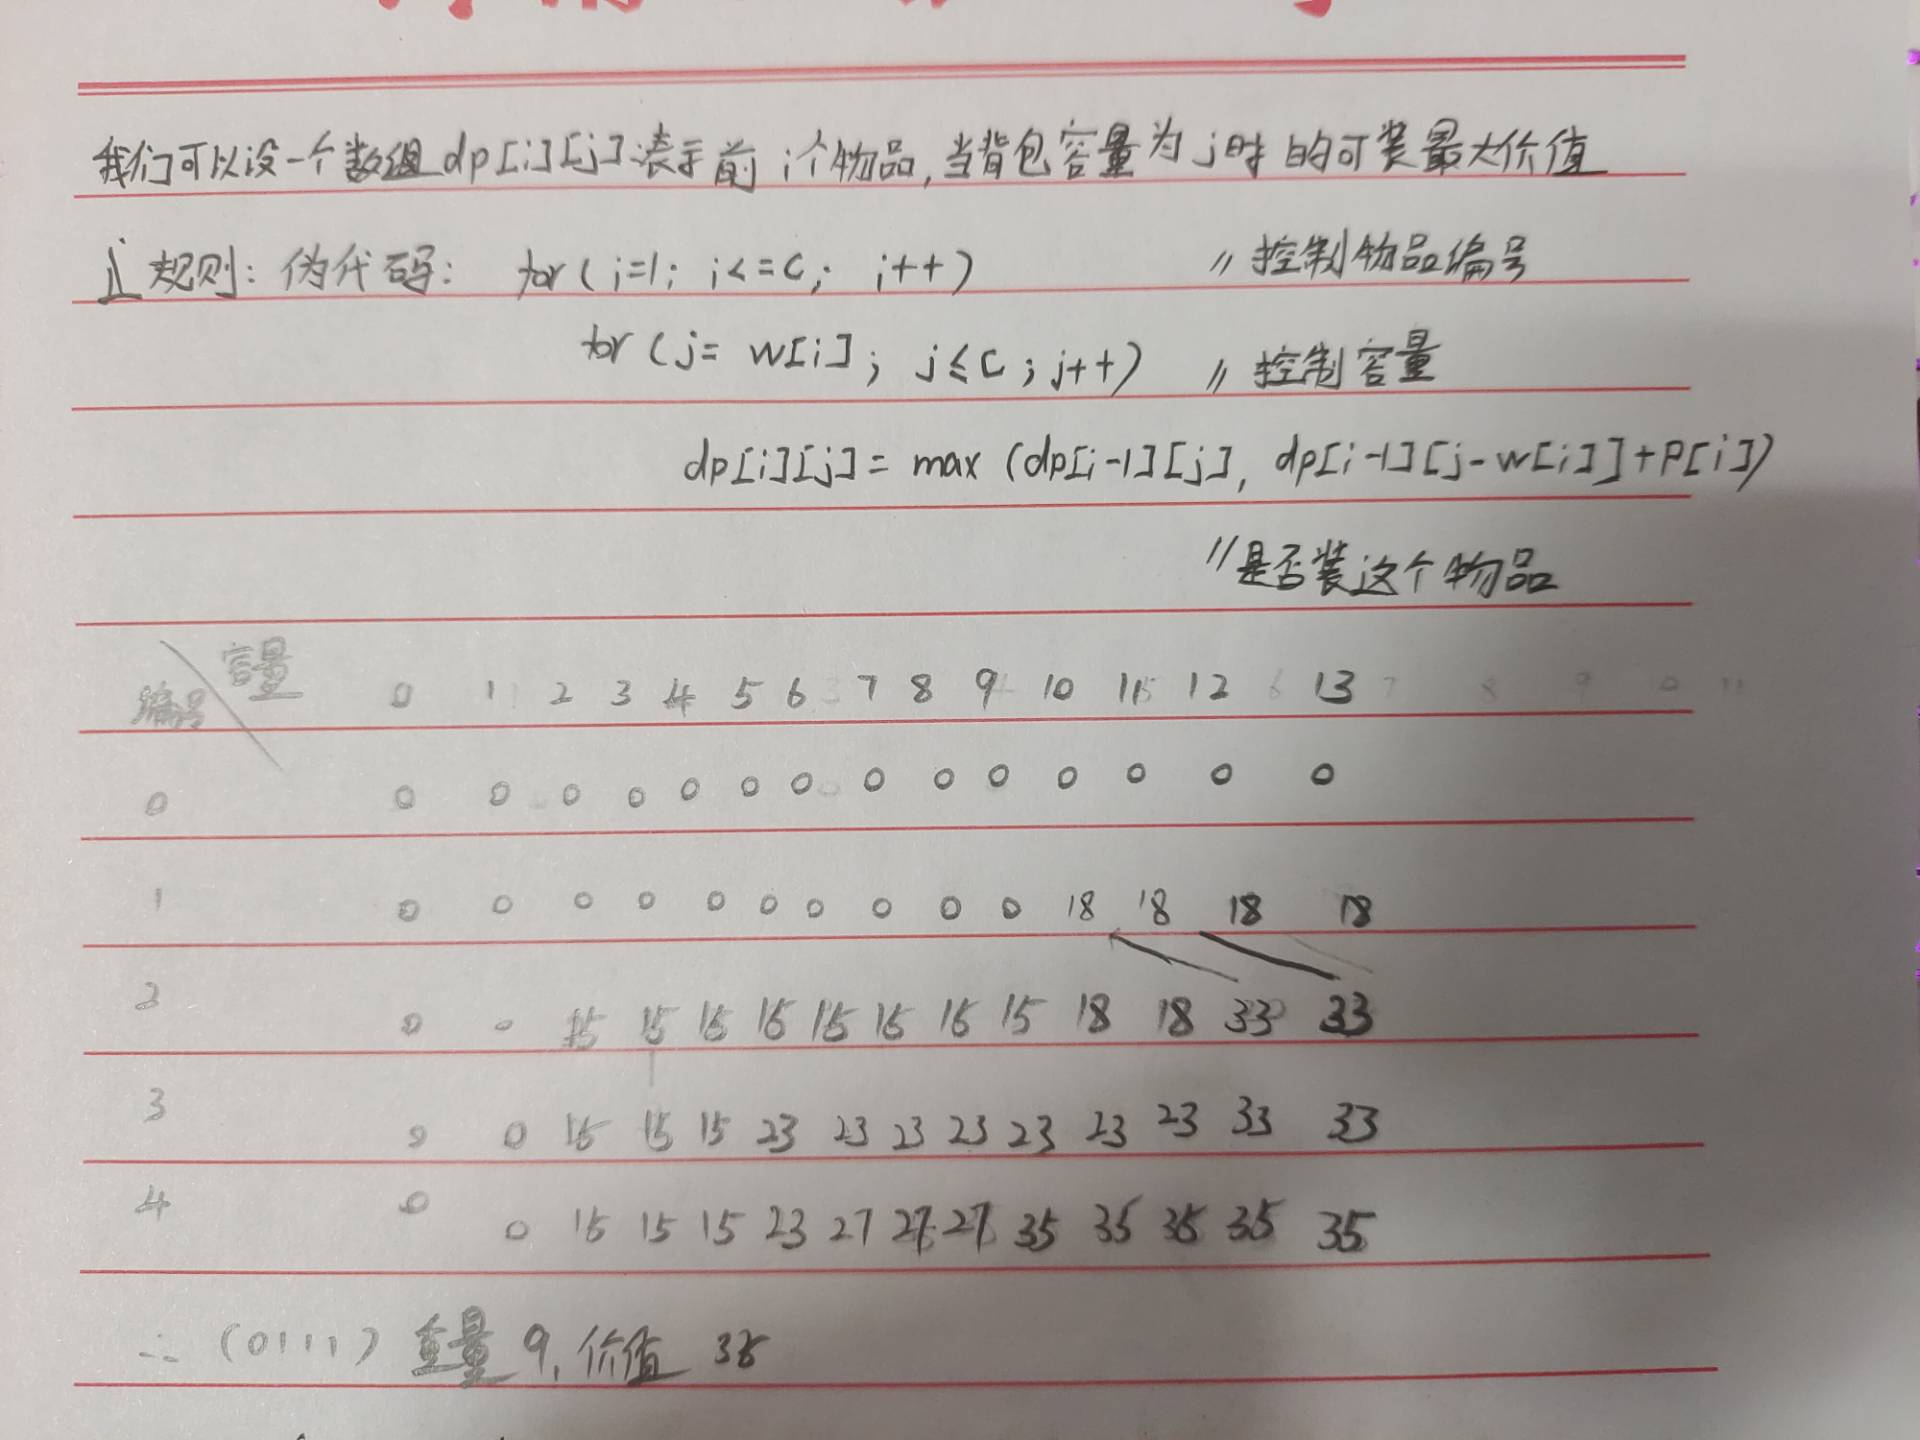 我们可以设一个数组dp[i][j]表示前i个物品,当背包容量为j时的可装最大价值
规则:伪代码: for(i=1; i<=C; i++) //控制物品编号
for(j=w[i]; j≤C; j++) //控制容量
dp[i][j]=max(dp[i-1][j], dp[i-1][j-w[i]]+P[i])
//是否装这个物品
编号 容量 0 1 2 3 4 5 6 7 8 9 10 11 12 13
0 0 0 0 0 0 0 0 0 0 0 0 0 0 0
1 0 0 0 0 0 0 0 0 0 0 18 18 18 18
2 0 0 15 15 15 15 15 15 15 15 18 18 33 33
3 0 0 15 15 15 23 23 23 23 23 23 23 33 33
4 0 0 15 15 15 23 27 27 27 35 35 35 35 35
∴ (0111) 重量9,价值35